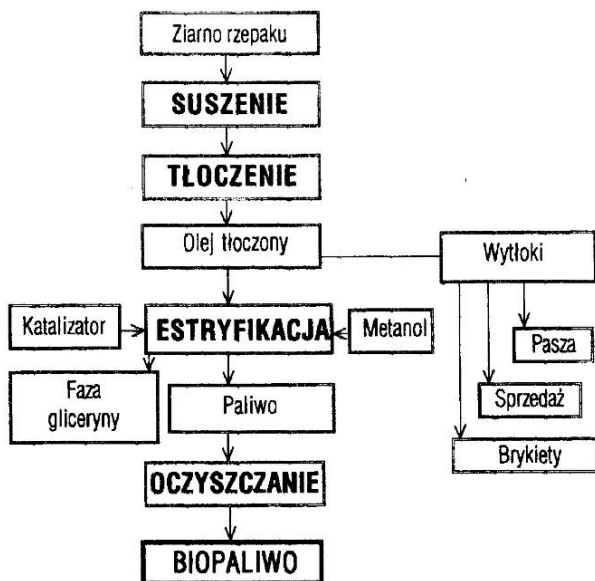 Ziarno rzepaku
SUSZENIE
TŁOCZENIE
Olej tłoczony
Wytłoki
Katalizator
ESTRYFIKACJA
Metanol
Pasza
Faza
gliceryny
Paliwo
Sprzedaż
Brykiety
OCZYSZCZANIE
BIOPALIWO